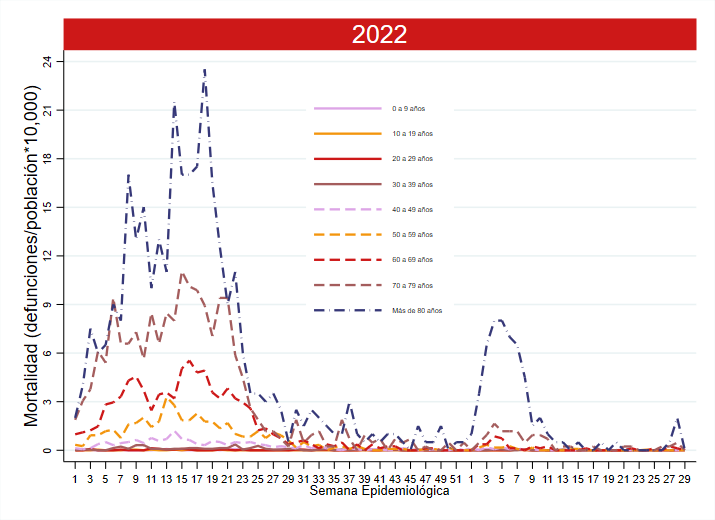 2022
Mortalidad (defunciones/población*10,000)
24
21
18
15
12
9
6
3
0
0 a 9 años
10 a 19 años
20 a 29 años
30 a 39 años
40 a 49 años
50 a 59 años
60 a 69 años
70 a 79 años
Más de 80 años
1 3 5 7 9 11 13 15 17 19 21 23 25 27 29 31 33 35 37 39 41 43 45 47 49 51 1 3 5 7 9 11 13 15 17 19 21 23 25 27 29
Semana Epidemiológica